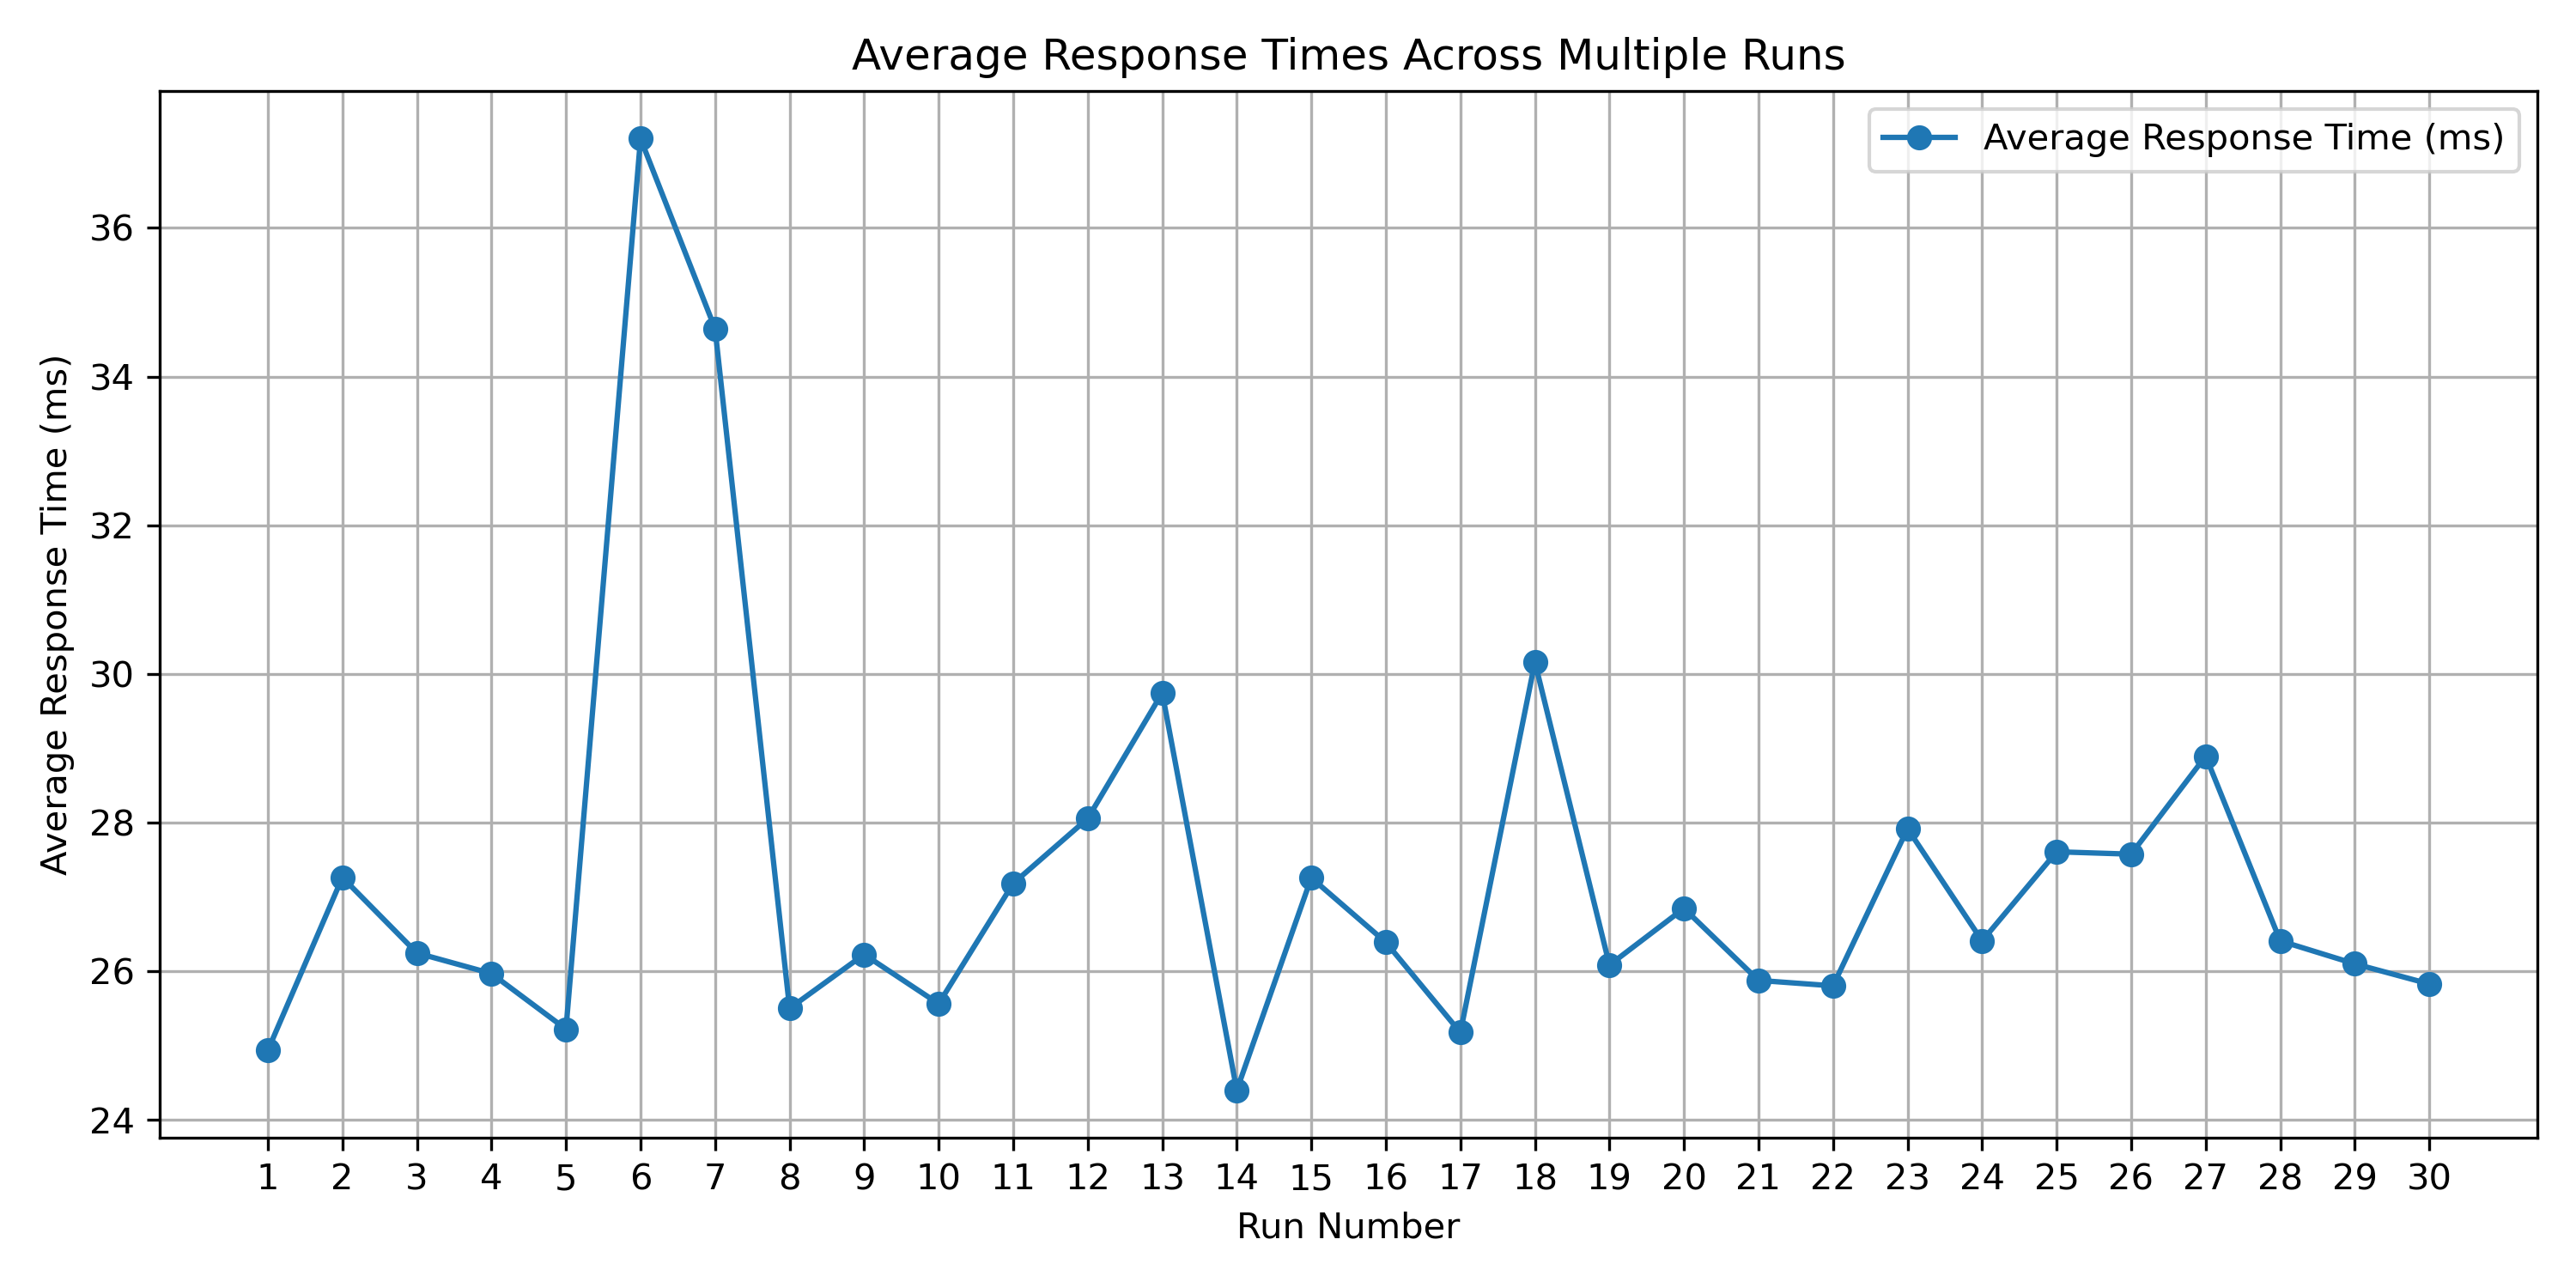 Average Response Times Across Multiple Runs
Average Response Time (ms)
Average Response Time (ms)
36
34
32
30
28
26
24
1 2 3 4 5 6 7 8 9 10 11 12 13 14 15 16 17 18 19 20 21 22 23 24 25 26 27 28 29 30
Run Number